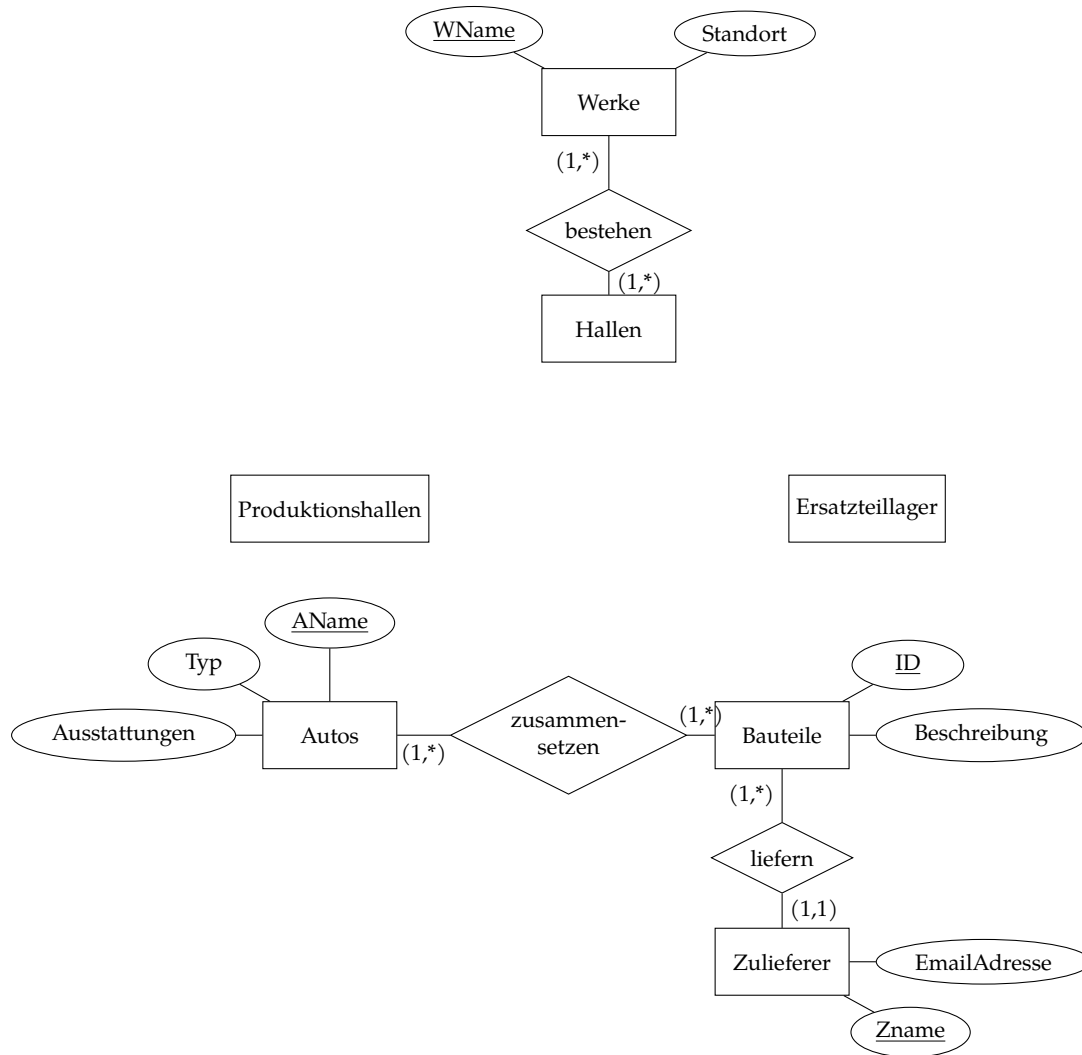 WName
Standort
Werke
(1,*)
bestehen
(1,*)
Hallen
Produktionshallen
Ersatzteillager
AName
Typ
ID
Ausstattungen
Autos
(1,*)
zusammen-
setzen
(1,*)
Bauteile
Beschreibung
(1,*)
liefern
(1,1)
Zulieferer
EmailAdresse
Zname